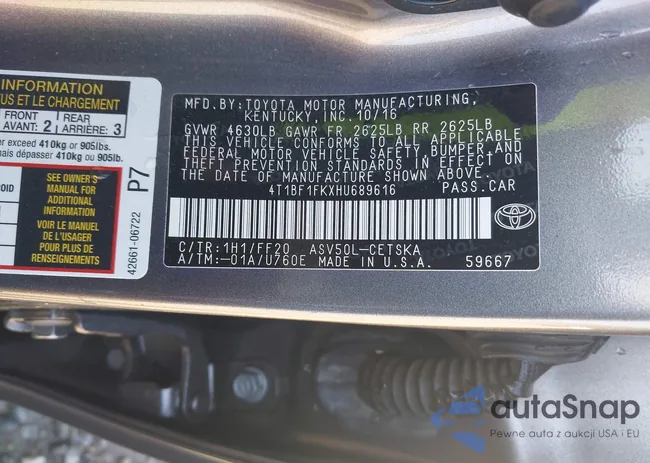 INFORMATION
US ET LE CHARGEMENT
FRONT
AVANT: 2
REAR
ARRIÈRE: 3
er exceed 410kg or 905lbs.
mais dépasser 410kg ou 905lbs.
SEE OWNER'S
MANUAL FOR
ADDITIONAL
INFORMATION
VOIR LE MANUEL
DE L'USAGER
POUR PLUS DE
RENSEIGNEMENTS
P7
42661-06722
MFD.BY:TOYOTA MOTOR MANUFACTURING,
KENTUCKY,INC.10/16
GVWR 4630LB GAWR FR 2625LB RR 2625LB
THIS VEHICLE CONFORMS TO ALL APPLICABLE
FEDERAL MOTOR VEHICLE SAFETY,BUMPER,AND
THEFT PREVENTION STANDARDS IN EFFECT ON
THE DATE OF MANUFACTURE SHOWN ABOVE.
4T1BF1FKXHU689616 PASS.CAR
TOYOTA
C/TR:1H1/FF20 ASV50L-CETSKA
A/TM:-01A/U760E MADE IN U.S.A. 59667
autoSnap
Pewne auta z aukcji USA i EU